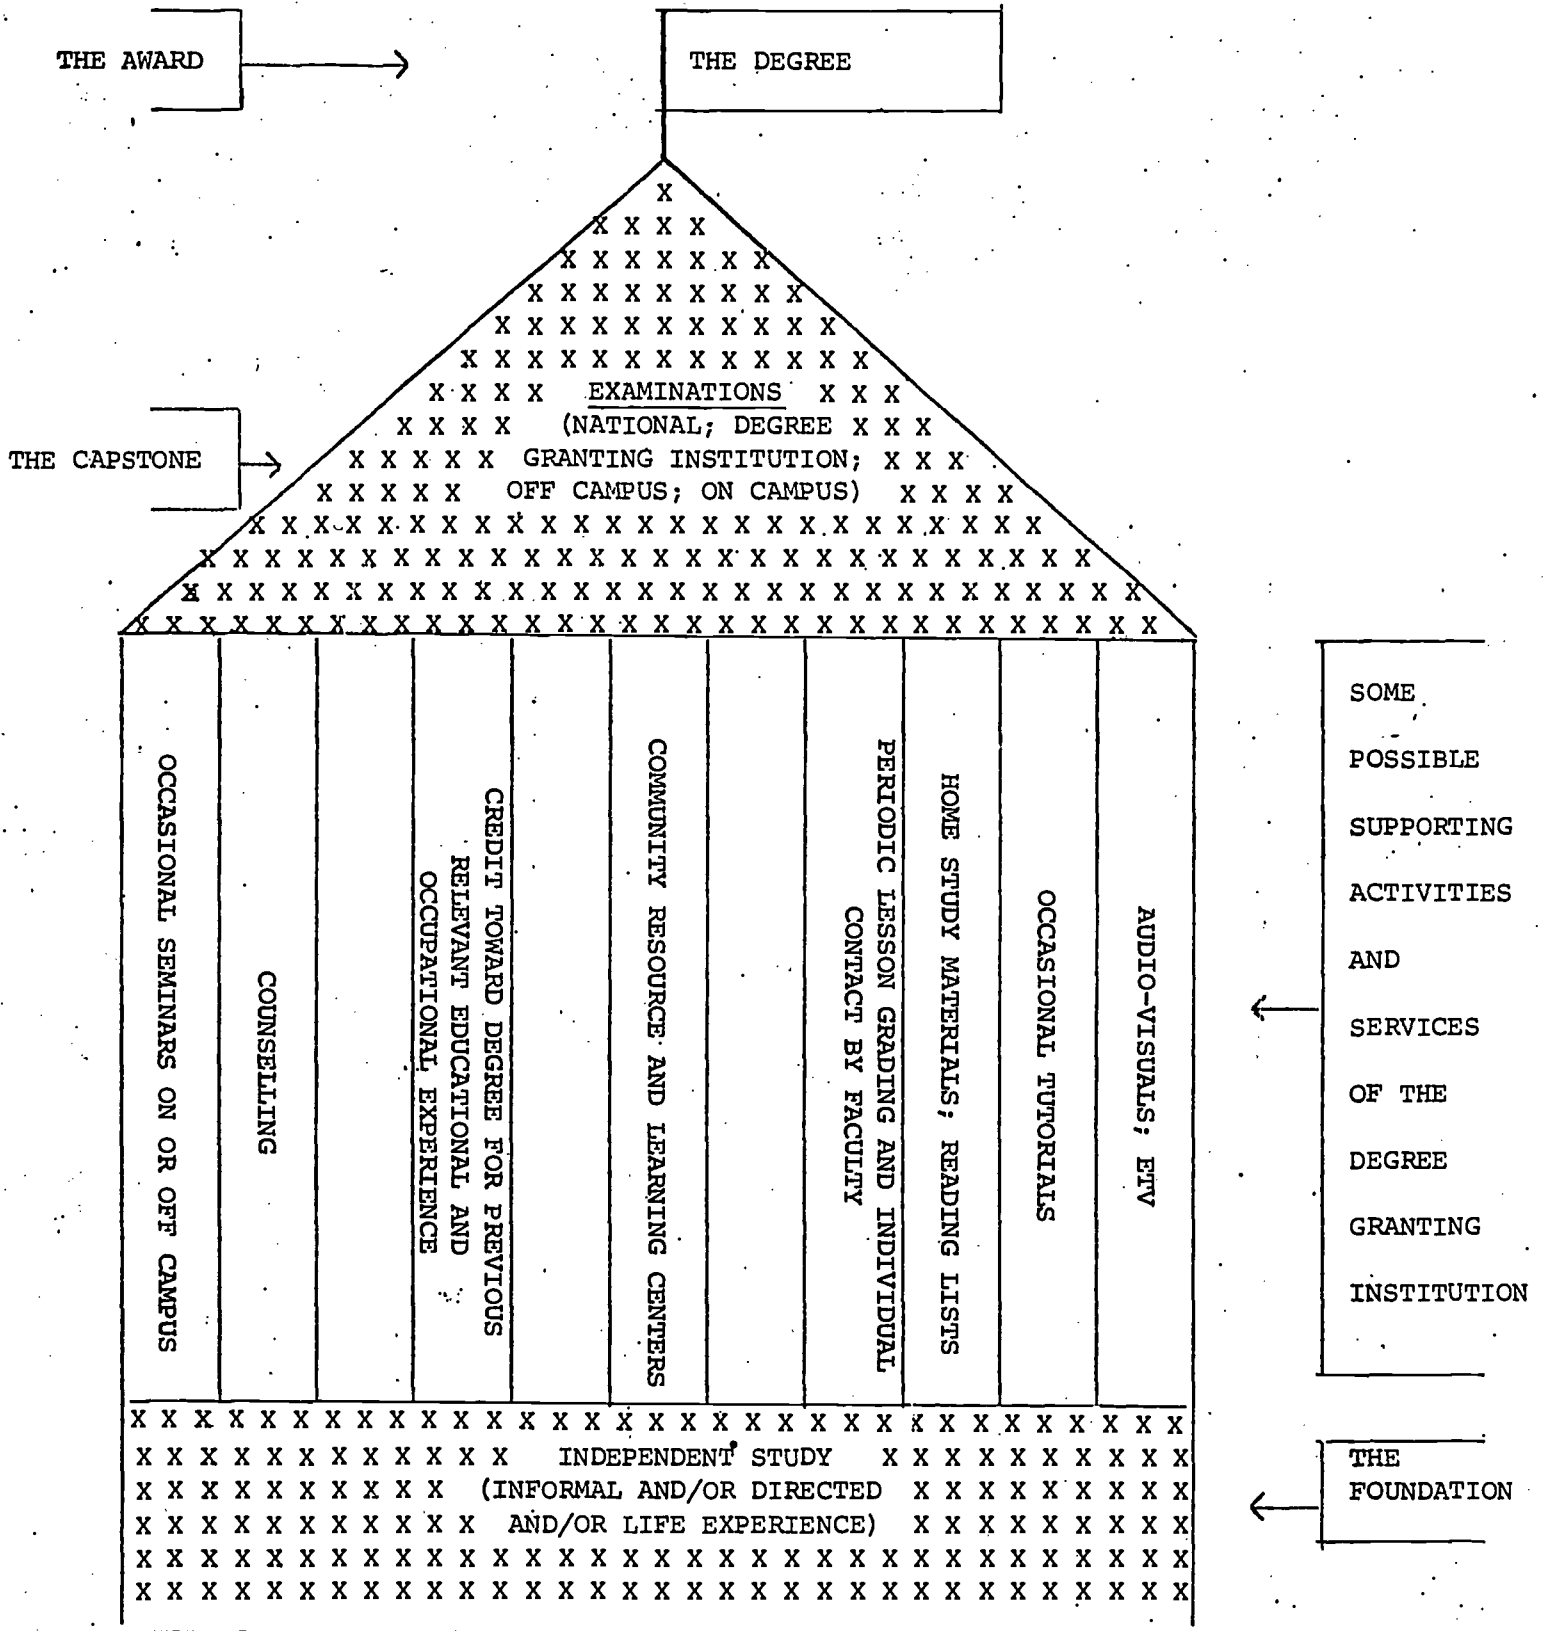 THE AWARD
THE DEGREE
X
X X X X
X X X X X X X
X X X X X X X X X
X X X X X X X X X X X
X X X X X X X X X X X X X
X X X X EXAMINATIONS X X X
X X X X (NATIONAL; DEGREE X X X
THE CAPSTONE
X X X X X GRANTING INSTITUTION; X X X
X X X X X OFF CAMPUS; ON CAMPUS) X X X X
X X X X X X X X X X X X X X X X X X X X X X X X X
X X X X X X X X X X X X X X X X X X X X X X X X X X X X
X X X X X X X X X X X X X X X X X X X X X X X X X X X X X X
X X X X X X X X X X X X X X X X X X X X X X X X X X X X X X X X
OCCASIONAL SEMINARS ON OR OFF CAMPUS
COUNSELLING
CREDIT TOWARD DEGREE FOR PREVIOUS
RELEVANT EDUCATIONAL AND
OCCUPATIONAL EXPERIENCE
COMMUNITY RESOURCE AND LEARNING CENTERS
PERIODIC LESSON GRADING AND INDIVIDUAL
CONTACT BY FACULTY
HOME STUDY MATERIALS; READING LISTS
OCCASIONAL TUTORIALS
AUDIO-VISUALS; ETV
SOME
POSSIBLE
SUPPORTING
ACTIVITIES
AND
SERVICES
OF THE
DEGREE
GRANTING
INSTITUTION
X X X X X X X X X X X X X X X X X X X X X X X X X X X X X X X X X
X X X X X X X X X X X X INDEPENDENT STUDY X X X X X X X X X X
X X X X X X X X X X (INFORMAL AND/OR DIRECTED X X X X X X X X X
X X X X X X X X X X X AND/OR LIFE EXPERIENCE) X X X X X X X X X
X X X X X X X X X X X X X X X X X X X X X X X X X X X X X X X X X
X X X X X X X X X X X X X X X X X X X X X X X X X X X X X X X X X
THE
FOUNDATION